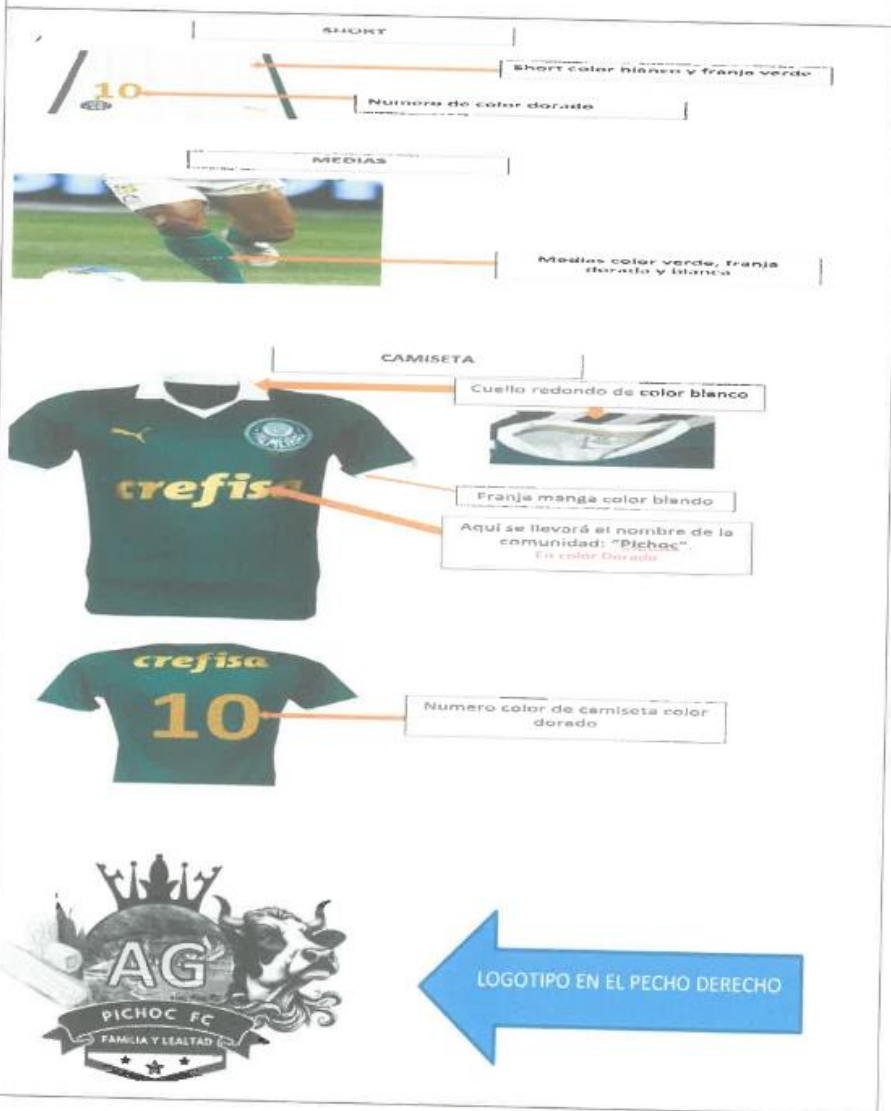 SHORT
Short color blanco y franja verde
10
Numero de color dorado
MEDIAS
Medias color verde, franja
dorada y blanca
CAMISETA
Cuello redondo de color blanco
crefisa
Franja manga color blando
Aquí se llevará el nombre de la
comunidad: "Pichoc"
En color Dorado
crefisa
10
Numero color de camiseta color
dorado
AG
PICHOC FC
FAMILIA Y LEALTAD
LOGOTIPO EN EL PECHO DERECHO